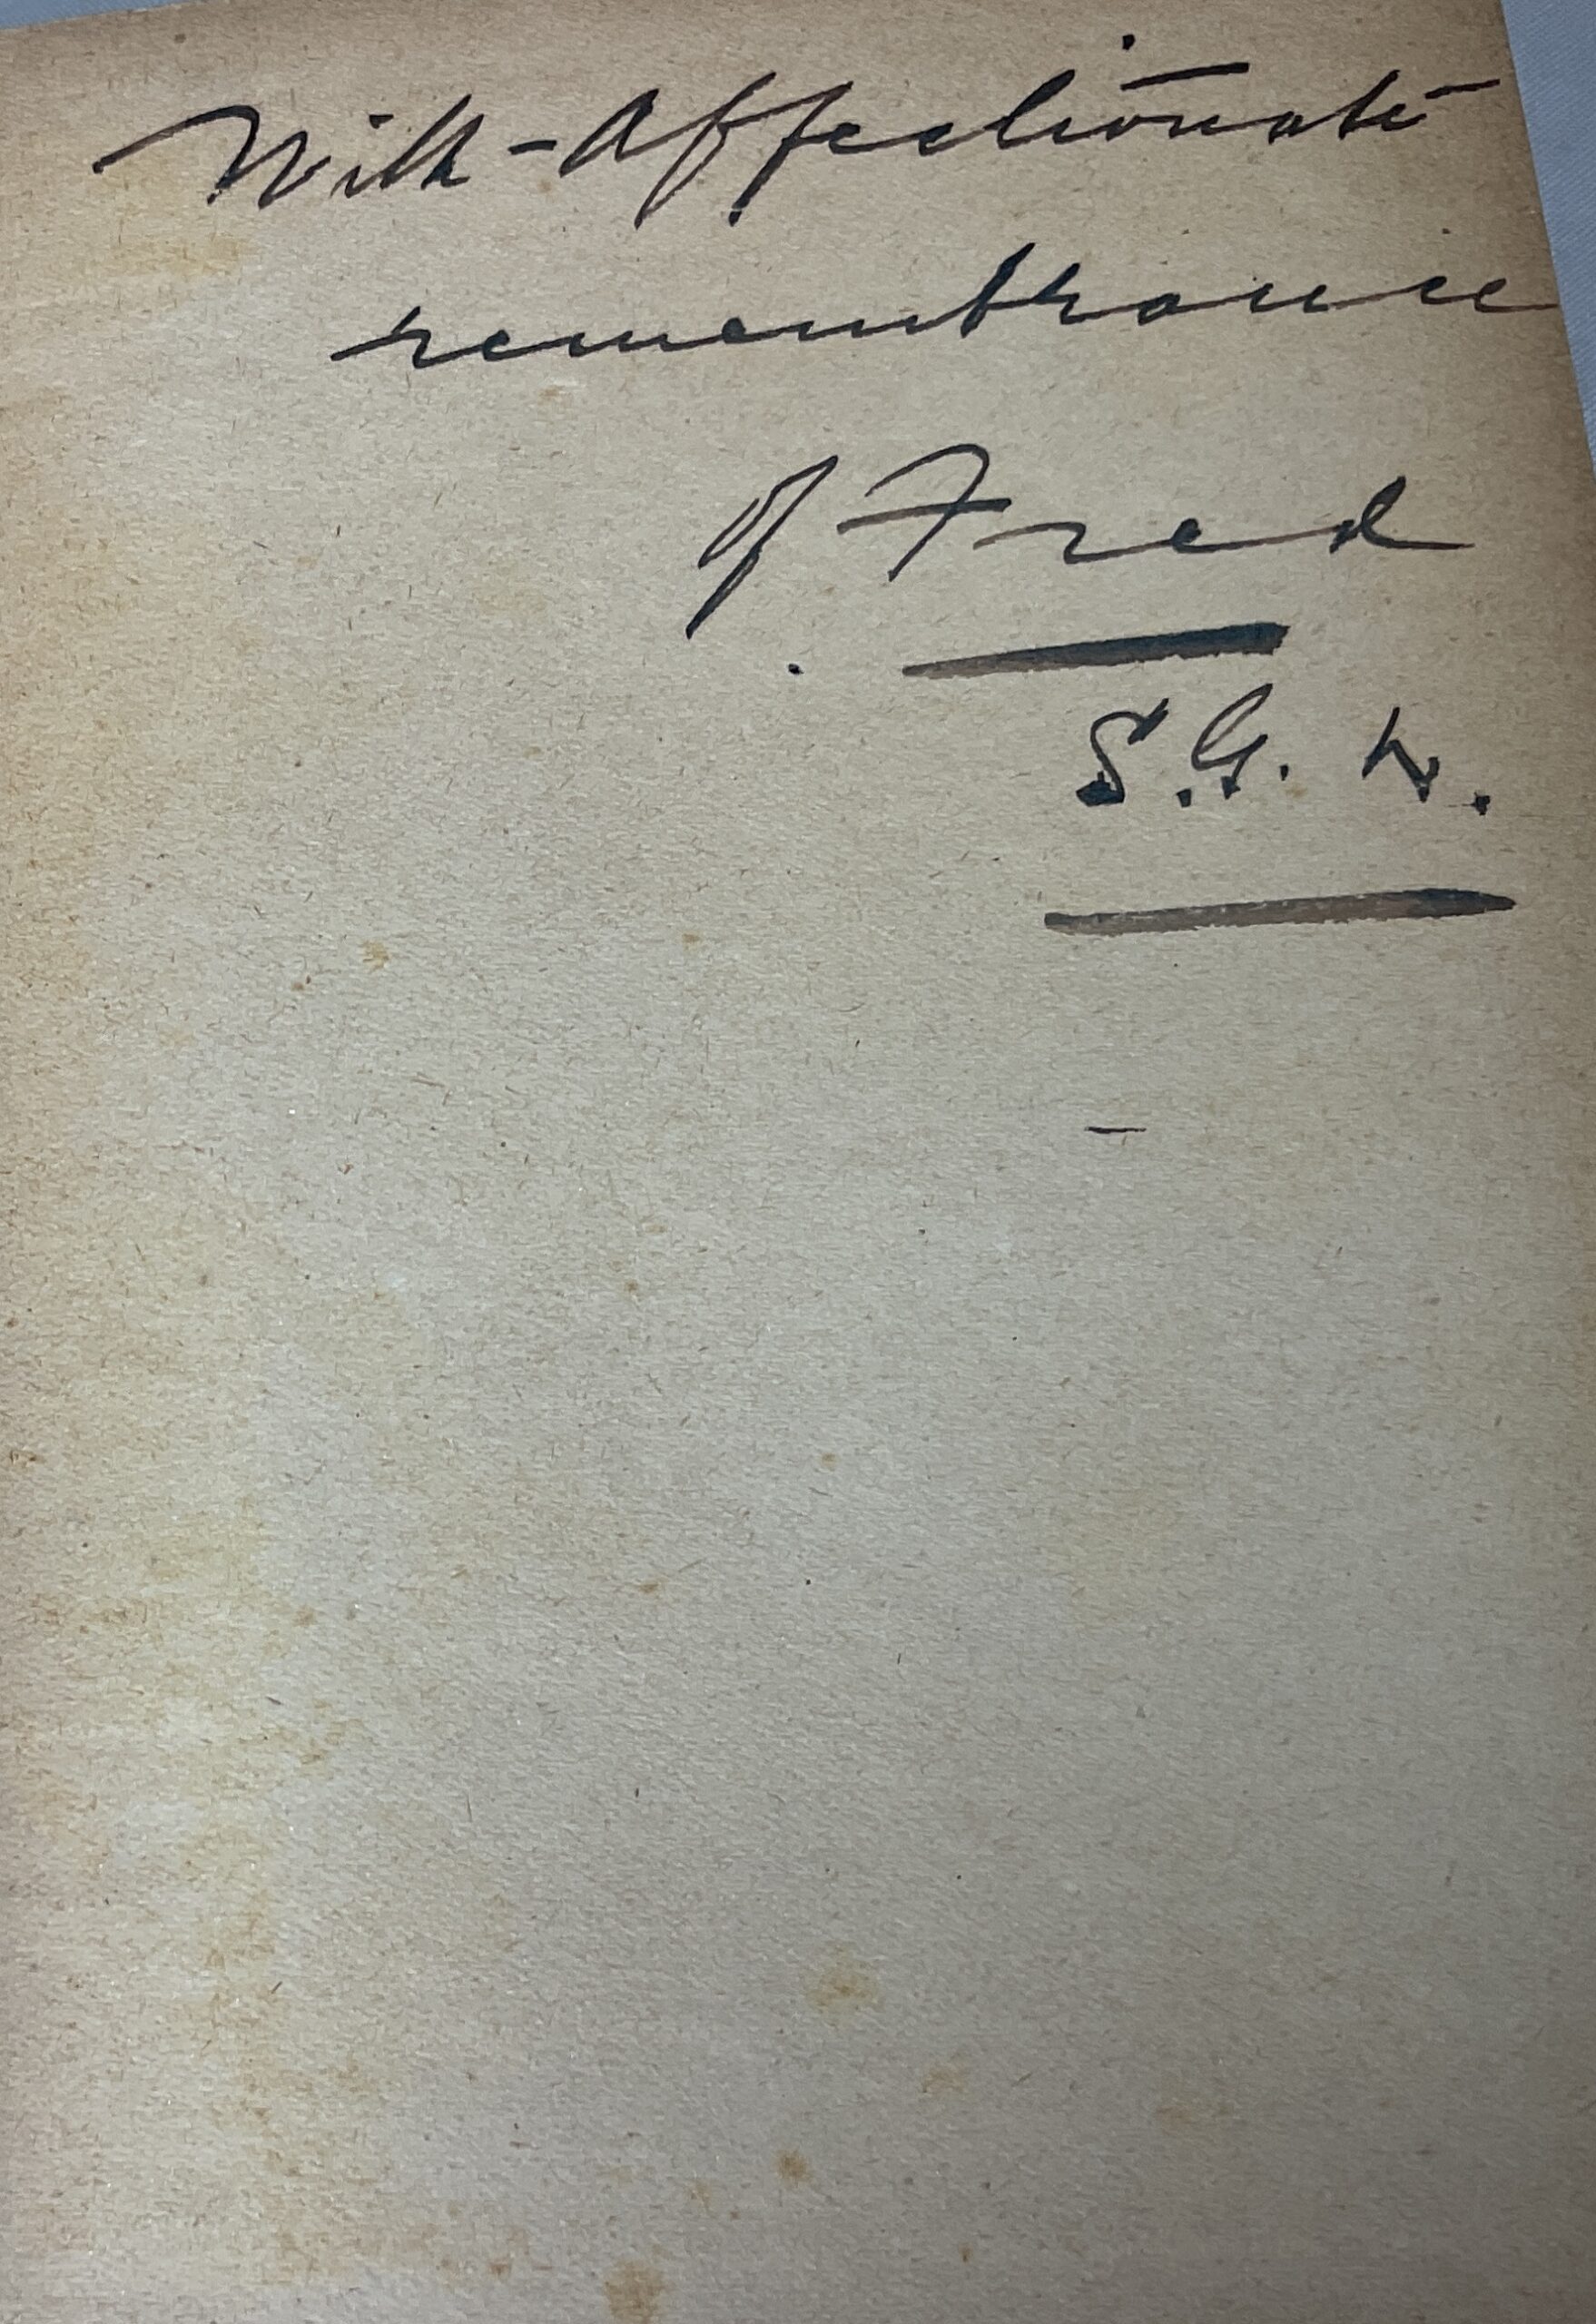 With - Affectionate
remembrance
of Fred
S.G.